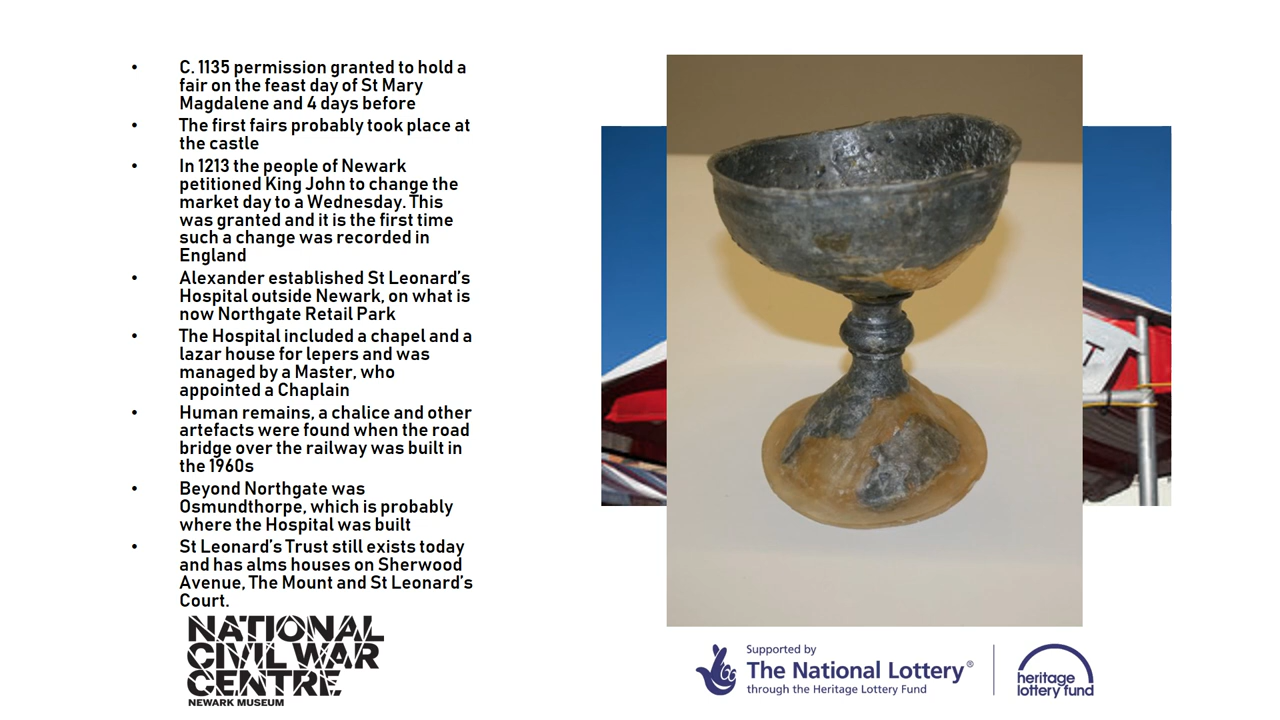 • C. 1135 permission granted to hold a
fair on the feast day of St Mary
Magdalene and 4 days before
• The first fairs probably took place at
the castle
• In 1213 the people of Newark
petitioned King John to change the
market day to a Wednesday. This
was granted and it is the first time
such a change was recorded in
England
• Alexander established St Leonard's
Hospital outside Newark, on what is
now Northgate Retail Park
• The Hospital included a chapel and a
lazar house for lepers and was
managed by a Master, who
appointed a Chaplain
• Human remains, a chalice and other
artefacts were found when the road
bridge over the railway was built in
the 1960s
• Beyond Northgate was
Osmundthorpe, which is probably
where the Hospital was built
• St Leonard's Trust still exists today
and has alms houses on Sherwood
Avenue, The Mount and St Leonard's
Court.
NATIONAL
CIVIL WAR
CENTRE
NEWARK MUSEUM
T
Supported by
The National Lottery®
through the Heritage Lottery Fund
heritage
lottery fund